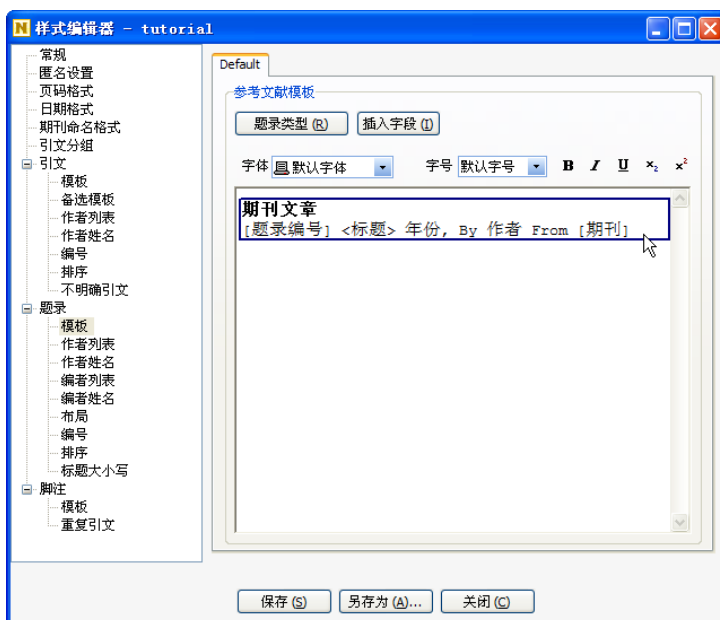 样式编辑器 - tutorial
常规
匿名设置
页码格式
日期格式
期刊命名格式
引文分组
引文
模板
备选模板
作者列表
作者姓名
编号
排序
不明确引文
题录
模板
作者列表
作者姓名
编者列表
编者姓名
布局
编号
排序
标题大小写
脚注
模板
重复引文
Default
参考文献模板
题录类型 (R) 插入字段 (I)
字体 默认字体 字号 默认字号 B I U x₂ x²
期刊文章
[题录编号] <标题> 年份, By 作者 From [期刊]
保存 (S) 另存为 (A)... 关闭 (C)